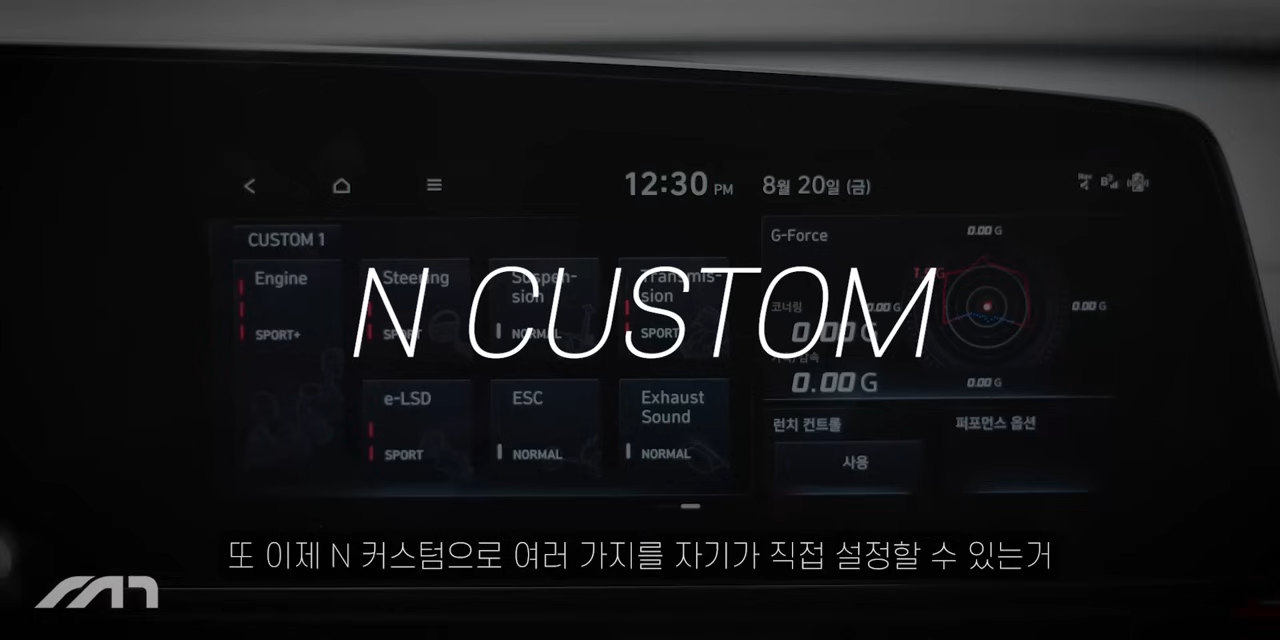 12:30 PM 8월 20일 (금)
CUSTOM 1
Engine
SPORT+
Steering
SPORT
Suspen-
sion
NORMAL
Transmis-
sion
SPORT
e-LSD
SPORT
ESC
NORMAL
Exhaust
Sound
NORMAL
G-Force
0.00 G
코너링
0.00 G
0.00 G
0.00 G
0.00 G
0.00 G
런치 컨트롤
사용
퍼포먼스 옵션
N CUSTOM
또 이제 N 커스텀으로 여러 가지를 자기가 직접 설정할 수 있는거